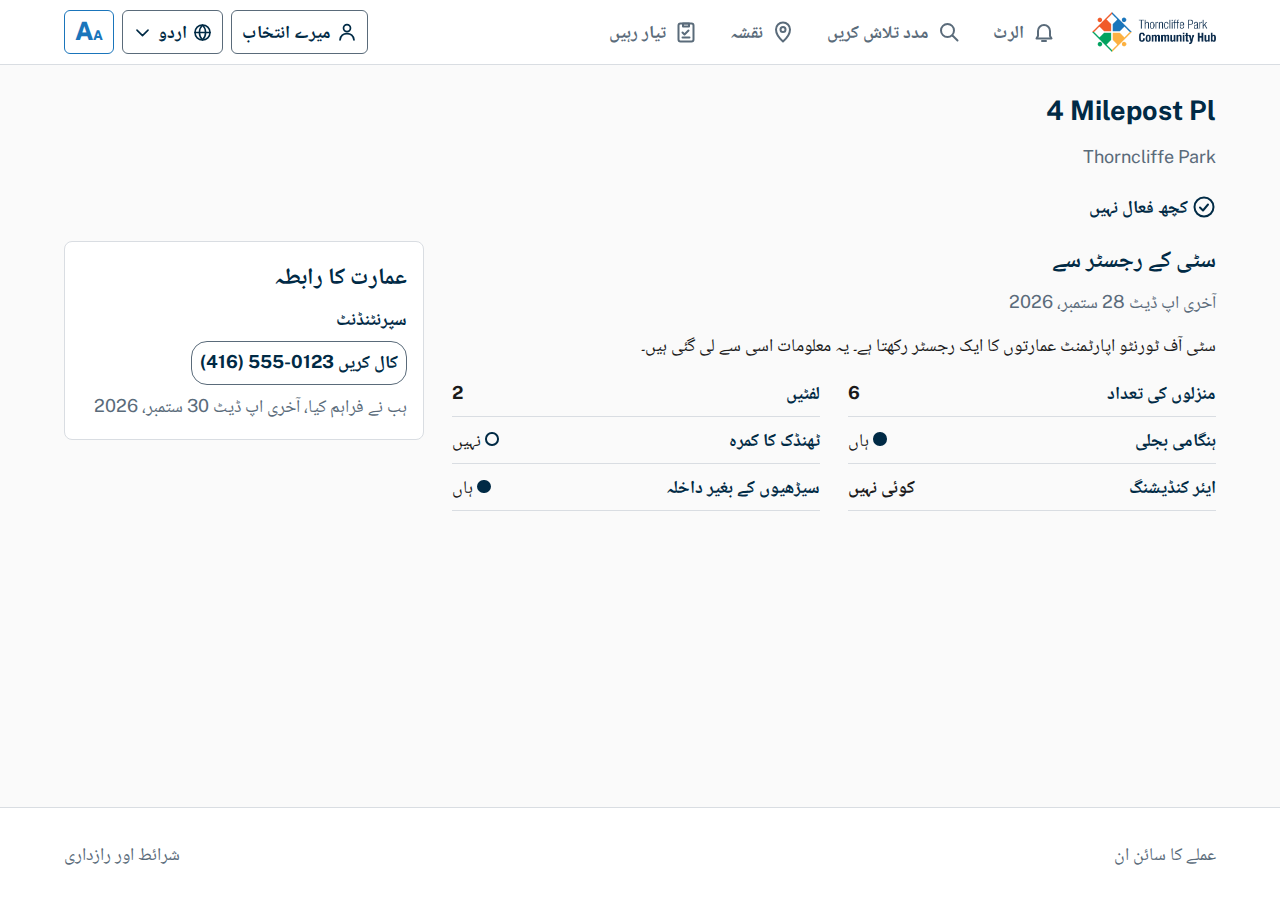 Thorncliffe Park
Community Hub
الرٹ
مدد تلاش کریں
نقشہ
تیار رہیں
میرے انتخاب
اردو
AA
4 Milepost Pl
Thorncliffe Park
کچھ فعال نہیں
سٹی کے رجسٹر سے
آخری اپ ڈیٹ 28 ستمبر، 2026
سٹی آف ٹورنٹو اپارٹمنٹ عمارتوں کا ایک رجسٹر رکھتا ہے۔ یہ معلومات اسی سے لی گئی ہیں۔
منزلوں کی تعداد 6
لفٹیں 2
ہنگامی بجلی ہاں
ٹھنڈک کا کمرہ نہیں
ایئر کنڈیشنگ کوئی نہیں
سیڑھیوں کے بغیر داخلہ ہاں
عمارت کا رابطہ
سپرنٹنڈنٹ
کال کریں (416) 555-0123
ہب نے فراہم کیا، آخری اپ ڈیٹ 30 ستمبر، 2026
عملے کا سائن ان
شرائط اور رازداری